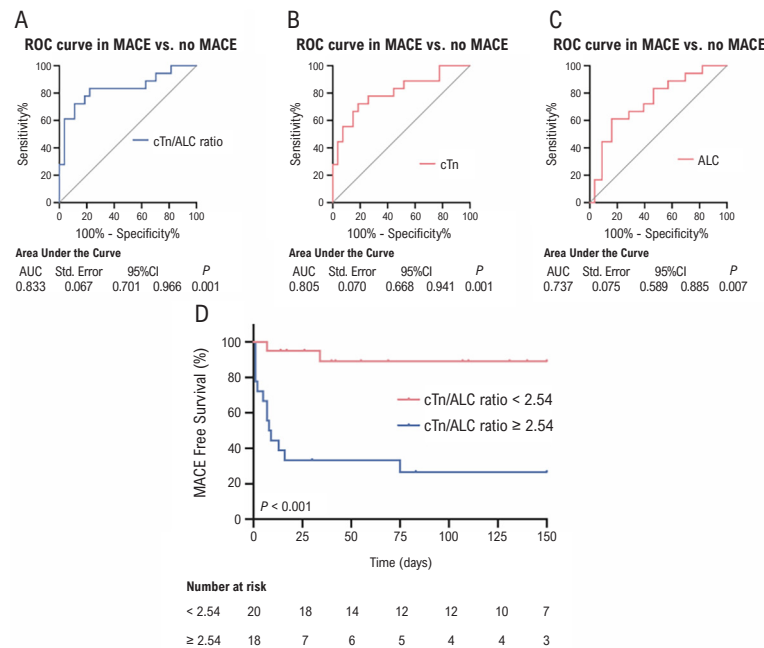 A
ROC curve in MACE vs. no MACE
Sensitivity%
100
80
60
40
20
0
0 20 40 60 80 100
cTn/ALC ratio
100% - Specificity%
Area Under the Curve
AUC Std. Error 95%CI P
0.833 0.067 0.701 0.966 0.001
B
ROC curve in MACE vs. no MACE
Sensitivity%
100
80
60
40
20
0
0 20 40 60 80 100
cTn
100% - Specificity%
Area Under the Curve
AUC Std. Error 95%CI P
0.805 0.070 0.668 0.941 0.001
C
ROC curve in MACE vs. no MACE
Sensitivity%
100
80
60
40
20
0
0 20 40 60 80 100
ALC
100% - Specificity%
Area Under the Curve
AUC Std. Error 95%CI P
0.737 0.075 0.589 0.885 0.007
D
MACE Free Survival (%)
100
80
60
40
20
0
cTn/ALC ratio < 2.54
cTn/ALC ratio ≥ 2.54
P < 0.001
0 25 50 75 100 125 150
Time (days)
Number at risk
< 2.54 20 18 14 12 12 10 7
≥ 2.54 18 7 6 5 4 4 3